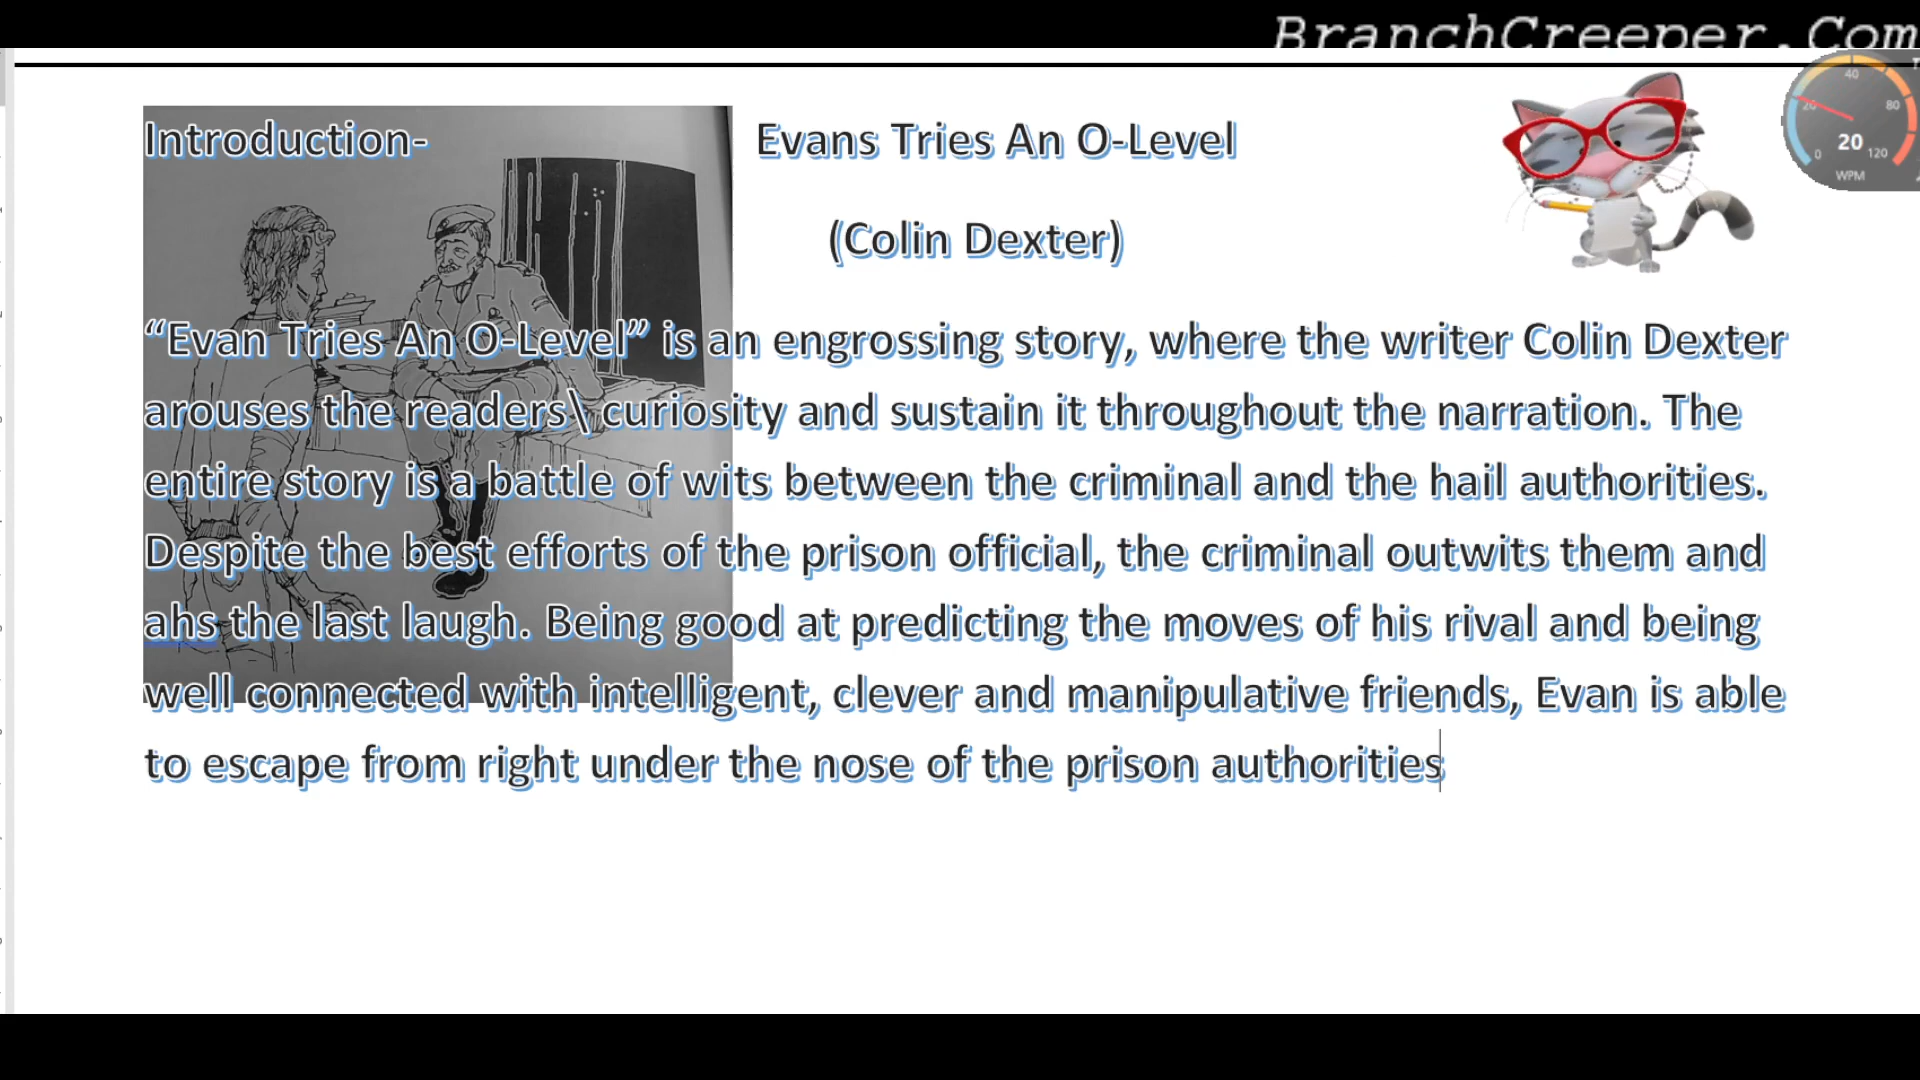 BranchCreeper.Com
Introduction- Evans Tries An O-Level
(Colin Dexter)
“Evan Tries An O-Level” is an engrossing story, where the writer Colin Dexter
arouses the readers\ curiosity and sustain it throughout the narration. The
entire story is a battle of wits between the criminal and the hail authorities.
Despite the best efforts of the prison official, the criminal outwits them and
ahs the last laugh. Being good at predicting the moves of his rival and being
well connected with intelligent, clever and manipulative friends, Evan is able
to escape from right under the nose of the prison authorities
40
20 80
20
0 120
WPM